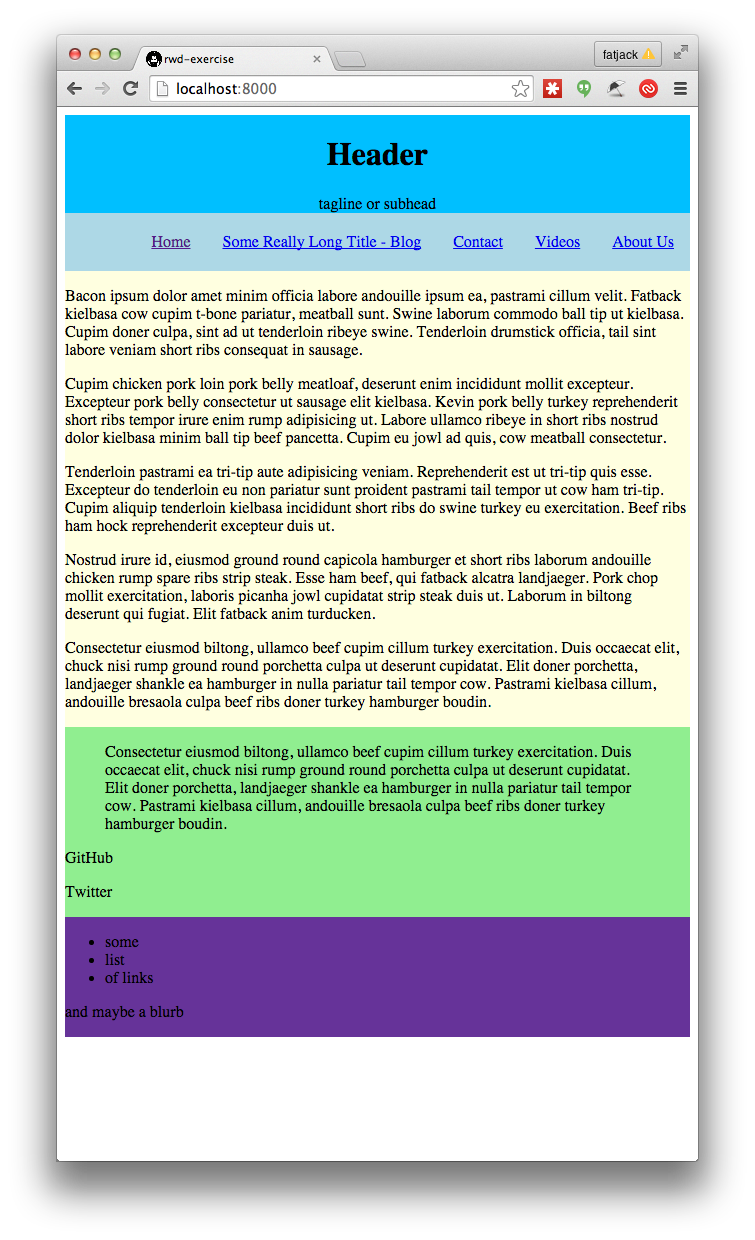 rwd-exercise
fatjack
localhost:8000
Header
tagline or subhead
Home Some Really Long Title - Blog Contact Videos About Us
Bacon ipsum dolor amet minim officia labore andouille ipsum ea, pastrami cillum velit. Fatback
kielbasa cow cupim t-bone pariatur, meatball sunt. Swine laborum commodo ball tip ut kielbasa.
Cupim doner culpa, sint ad ut tenderloin ribeye swine. Tenderloin drumstick officia, tail sint
labore veniam short ribs consequat in sausage.
Cupim chicken pork loin pork belly meatloaf, deserunt enim incididunt mollit excepteur.
Excepteur pork belly consectetur ut sausage elit kielbasa. Kevin pork belly turkey reprehenderit
short ribs tempor irure enim rump adipisicing ut. Labore ullamco ribeye in short ribs nostrud
dolor kielbasa minim ball tip beef pancetta. Cupim eu jowl ad quis, cow meatball consectetur.
Tenderloin pastrami ea tri-tip aute adipisicing veniam. Reprehenderit est ut tri-tip quis esse.
Excepteur do tenderloin eu non pariatur sunt proident pastrami tail tempor ut cow ham tri-tip.
Cupim aliquip tenderloin kielbasa incididunt short ribs do swine turkey eu exercitation. Beef ribs
ham hock reprehenderit excepteur duis ut.
Nostrud irure id, eiusmod ground round capicola hamburger et short ribs laborum andouille
chicken rump spare ribs strip steak. Esse ham beef, qui fatback alcatra landjaeger. Pork chop
mollit exercitation, laboris picanha jowl cupidatat strip steak duis ut. Laborum in biltong
deserunt qui fugiat. Elit fatback anim turducken.
Consectetur eiusmod biltong, ullamco beef cupim cillum turkey exercitation. Duis occaecat elit,
chuck nisi rump ground round porchetta culpa ut deserunt cupidatat. Elit doner porchetta,
landjaeger shankle ea hamburger in nulla pariatur tail tempor cow. Pastrami kielbasa cillum,
andouille bresaola culpa beef ribs doner turkey hamburger boudin.
Consectetur eiusmod biltong, ullamco beef cupim cillum turkey exercitation. Duis
occaecat elit, chuck nisi rump ground round porchetta culpa ut deserunt cupidatat.
Elit doner porchetta, landjaeger shankle ea hamburger in nulla pariatur tail tempor
cow. Pastrami kielbasa cillum, andouille bresaola culpa beef ribs doner turkey
hamburger boudin.
GitHub
Twitter
• some
• list
• of links
and maybe a blurb